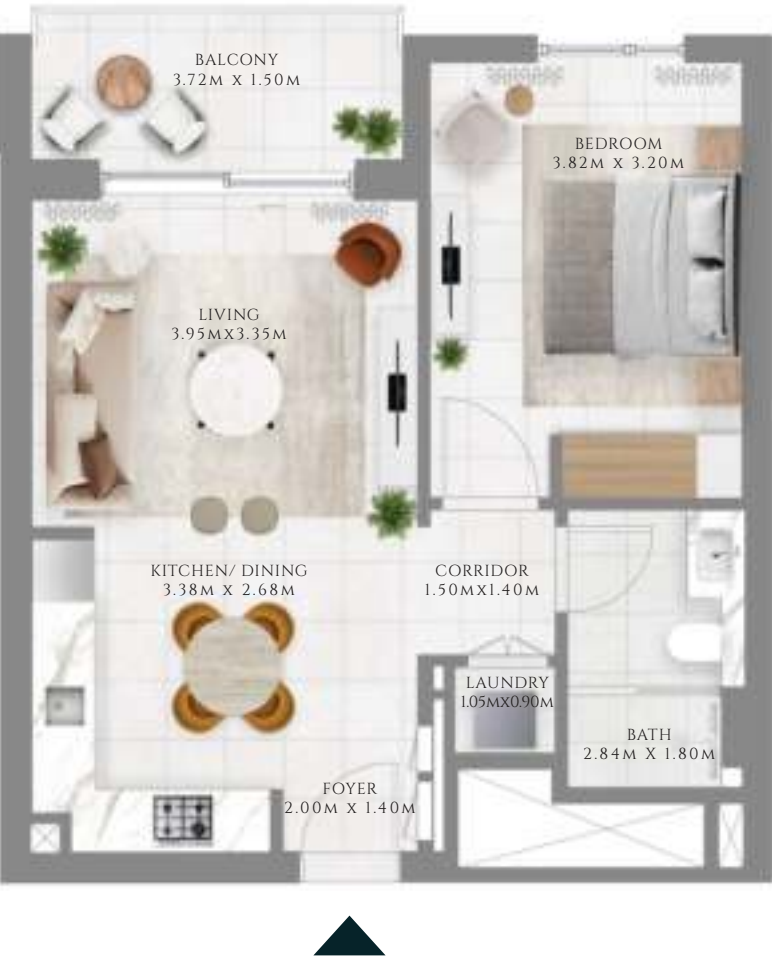 BALCONY
3.72M X 1.50M
BEDROOM
3.82M X 3.20M
LIVING
3.95MX3.35M
KITCHEN/ DINING
3.38M X 2.68M
CORRIDOR
1.50MX1.40M
LAUNDRY
1.05MX0.90M
BATH
2.84M X 1.80M
FOYER
2.00M X 1.40M